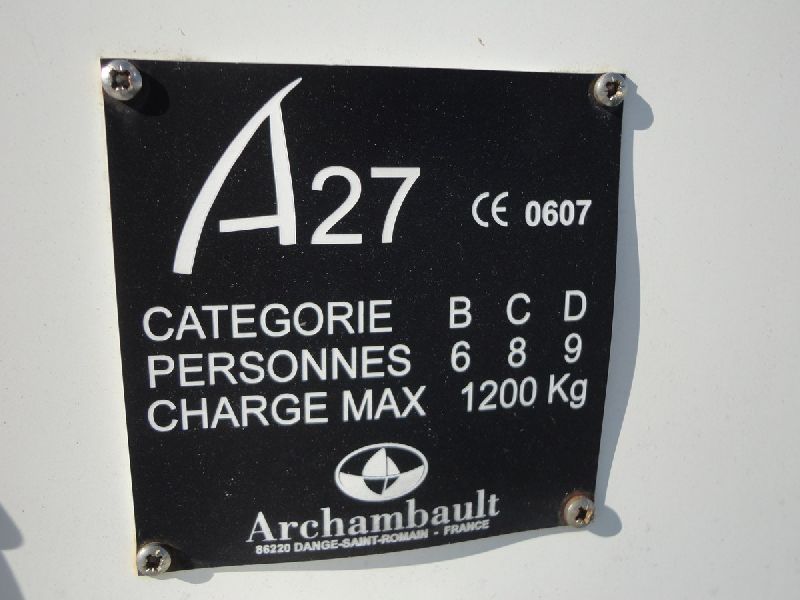 A27 CE 0607
CATEGORIE B C D
PERSONNES 6 8 9
CHARGE MAX 1200 Kg
Archambault
86220 DANGE-SAINT-ROMAIN - FRANCE